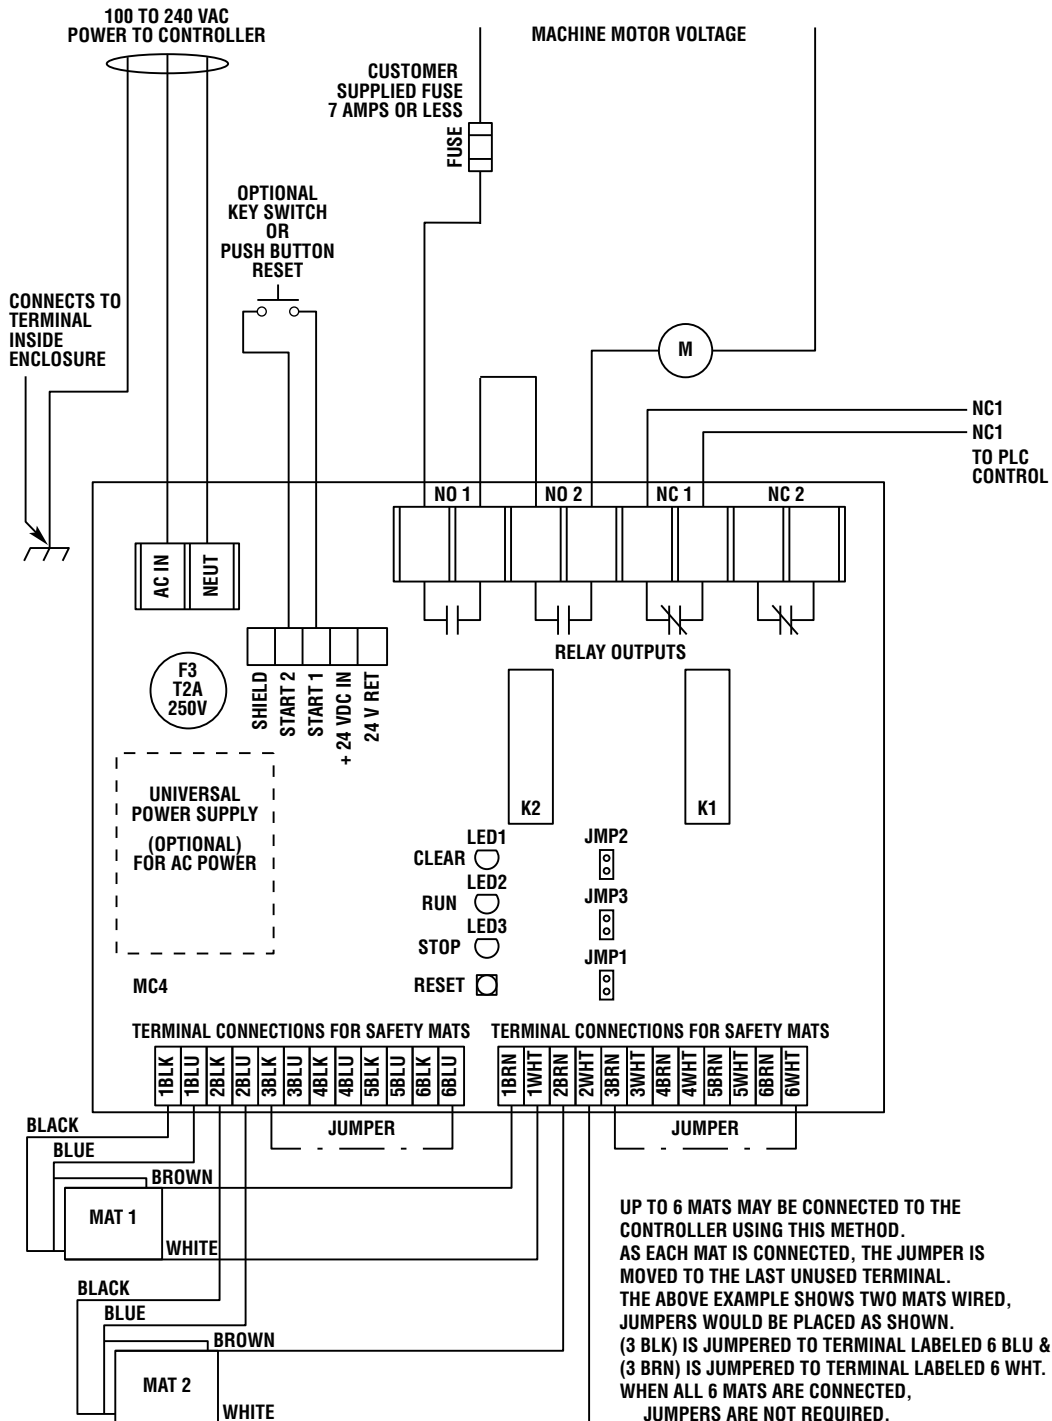 100 TO 240 VAC
POWER TO CONTROLLER
MACHINE MOTOR VOLTAGE
CUSTOMER
SUPPLIED FUSE
7 AMPS OR LESS
FUSE
OPTIONAL
KEY SWITCH
OR
PUSH BUTTON
RESET
CONNECTS TO
TERMINAL
INSIDE
ENCLOSURE
M
NC1
NC1
TO PLC
CONTROL
NO 1
NO 2
NC 1
NC 2
AC IN
NEUT
RELAY OUTPUTS
F3
T2A
250V
SHIELD
START 2
START 1
+ 24 VDC IN
24 V RET
UNIVERSAL
POWER SUPPLY
(OPTIONAL)
FOR AC POWER
K2
K1
LED1
CLEAR
LED2
RUN
LED3
STOP
RESET
JMP2
JMP3
JMP1
MC4
TERMINAL CONNECTIONS FOR SAFETY MATS
TERMINAL CONNECTIONS FOR SAFETY MATS
1BLK
1BLU
2BLK
2BLU
3BLK
3BLU
4BLK
4BLU
5BLK
5BLU
6BLK
6BLU
1BRN
1WHT
2BRN
2WHT
3BRN
3WHT
4BRN
4WHT
5BRN
5WHT
6BRN
6WHT
BLACK
JUMPER
JUMPER
BLUE
BROWN
MAT 1
WHITE
BLACK
BLUE
BROWN
MAT 2
WHITE
UP TO 6 MATS MAY BE CONNECTED TO THE
CONTROLLER USING THIS METHOD.
AS EACH MAT IS CONNECTED, THE JUMPER IS
MOVED TO THE LAST UNUSED TERMINAL.
THE ABOVE EXAMPLE SHOWS TWO MATS WIRED,
JUMPERS WOULD BE PLACED AS SHOWN.
(3 BLK) IS JUMPERED TO TERMINAL LABELED 6 BLU &
(3 BRN) IS JUMPERED TO TERMINAL LABELED 6 WHT.
WHEN ALL 6 MATS ARE CONNECTED,
JUMPERS ARE NOT REQUIRED.